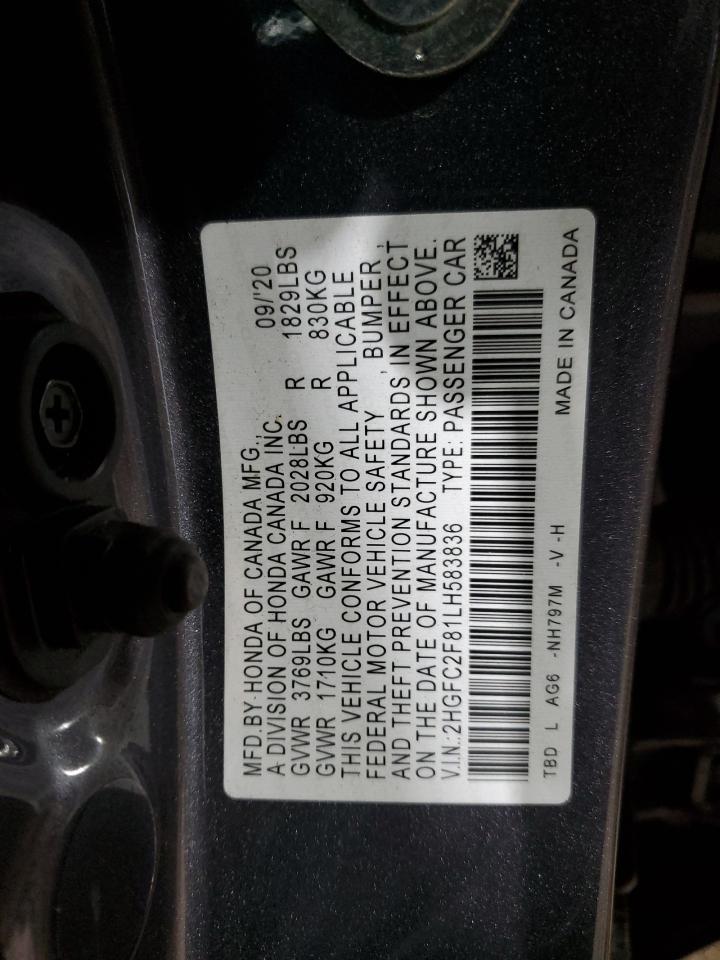 MFD.BY HONDA OF CANADA MFG.,
A DIVISION OF HONDA CANADA INC. 09/'20
GVWR 3769LBS GAWR F 2028LBS R 1829LBS
GVWR 1710KG GAWR F 920KG R 830KG
THIS VEHICLE CONFORMS TO ALL APPLICABLE
FEDERAL MOTOR VEHICLE SAFETY , BUMPER ,
AND THEFT PREVENTION STANDARDS IN EFFECT
ON THE DATE OF MANUFACTURE SHOWN ABOVE.
V.I.N.:2HGFC2F81LH583836 TYPE: PASSENGER CAR
TBD L AG6 -NH797M -V -H MADE IN CANADA